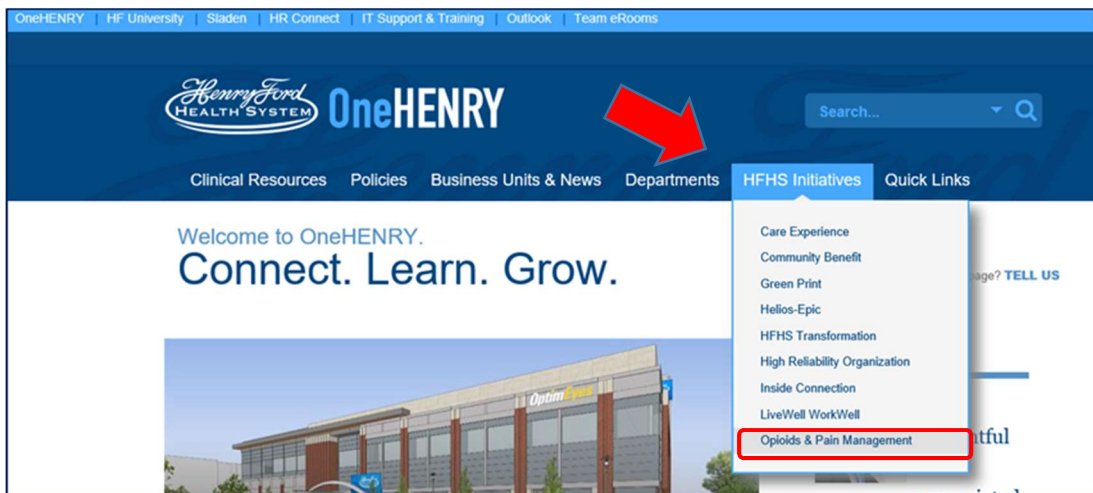 OneHENRY | HF University | Sladen | HR Connect | IT Support & Training | Outlook | Team eRooms
Henry Ford
HEALTH SYSTEM
OneHENRY
Search...
Clinical Resources Policies Business Units & News Departments HFHS Initiatives Quick Links
Welcome to OneHENRY.
Connect. Learn. Grow.
page? TELL US
Care Experience
Community Benefit
Green Print
Helios-Epic
HFHS Transformation
High Reliability Organization
Inside Connection
LiveWell WorkWell
Opioids & Pain Management
OptimEyes